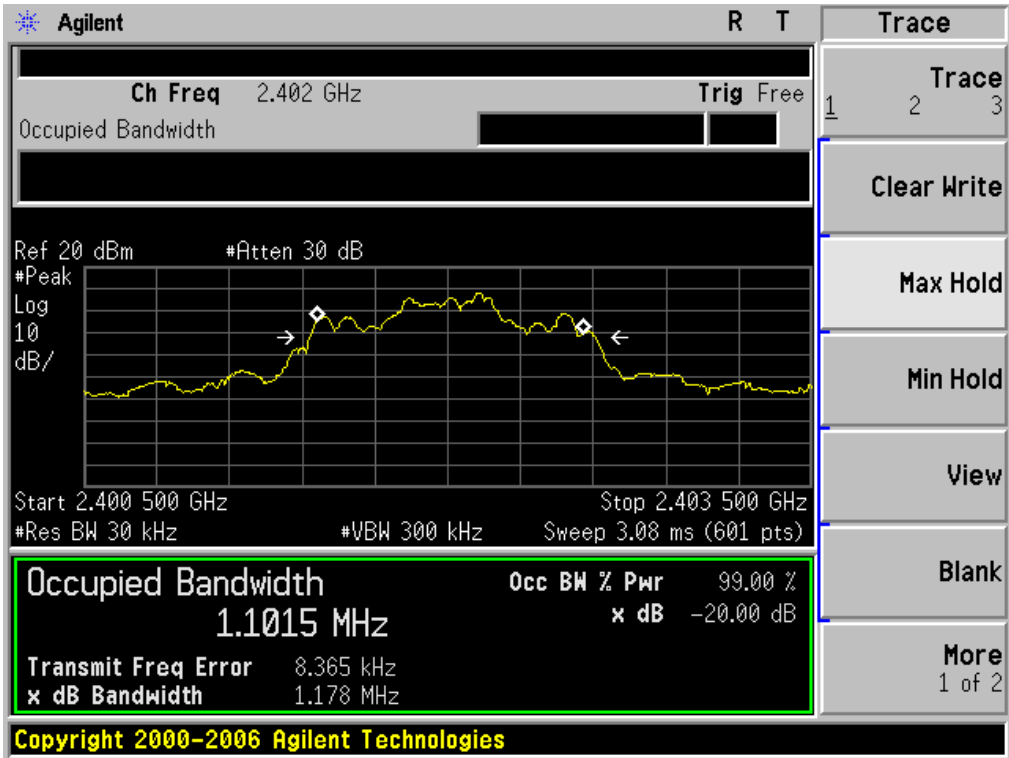 Agilent R T
Ch Freq 2.402 GHz Trig Free
Occupied Bandwidth
Ref 20 dBm #Atten 30 dB
#Peak
Log
10
dB/
Start 2.400 500 GHz Stop 2.403 500 GHz
#Res BW 30 kHz #VBW 300 kHz Sweep 3.08 ms (601 pts)
Occupied Bandwidth
1.1015 MHz
Occ BW % Pwr 99.00 %
x dB -20.00 dB
Transmit Freq Error 8.365 kHz
x dB Bandwidth 1.178 MHz
Copyright 2000-2006 Agilent Technologies
Trace
Trace
1 2 3
Clear Write
Max Hold
Min Hold
View
Blank
More
1 of 2